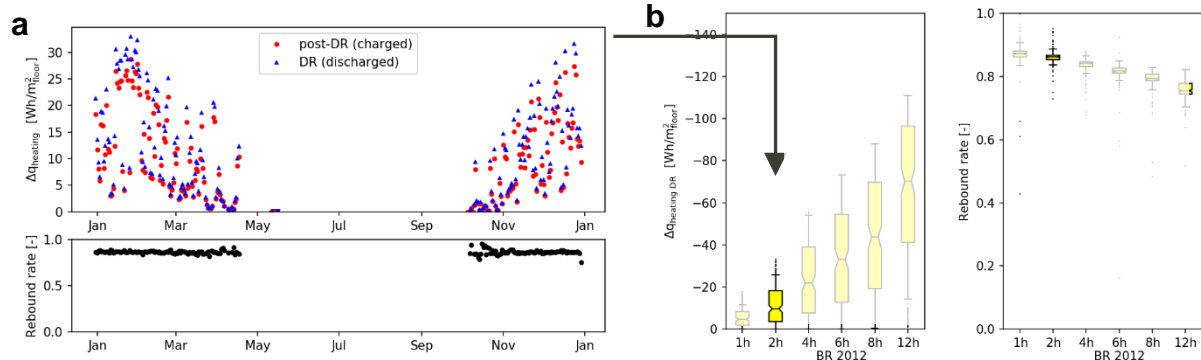 a
35
30
25
20
15
10
5
0
Δq_heating [Wh/m²_floor]
post-DR (charged)
DR (discharged)
Jan Mar May Jul Sep Nov Jan
1.0
0.5
0.0
Rebound rate [-]
Jan Mar May Jul Sep Nov Jan
b
−140
−120
−100
−80
−60
−40
−20
0
Δq_heating DR [Wh/m²_floor]
1h 2h 4h 6h 8h 12h
BR 2012
1.0
0.8
0.6
0.4
0.2
0.0
Rebound rate [-]
1h 2h 4h 6h 8h 12h
BR 2012